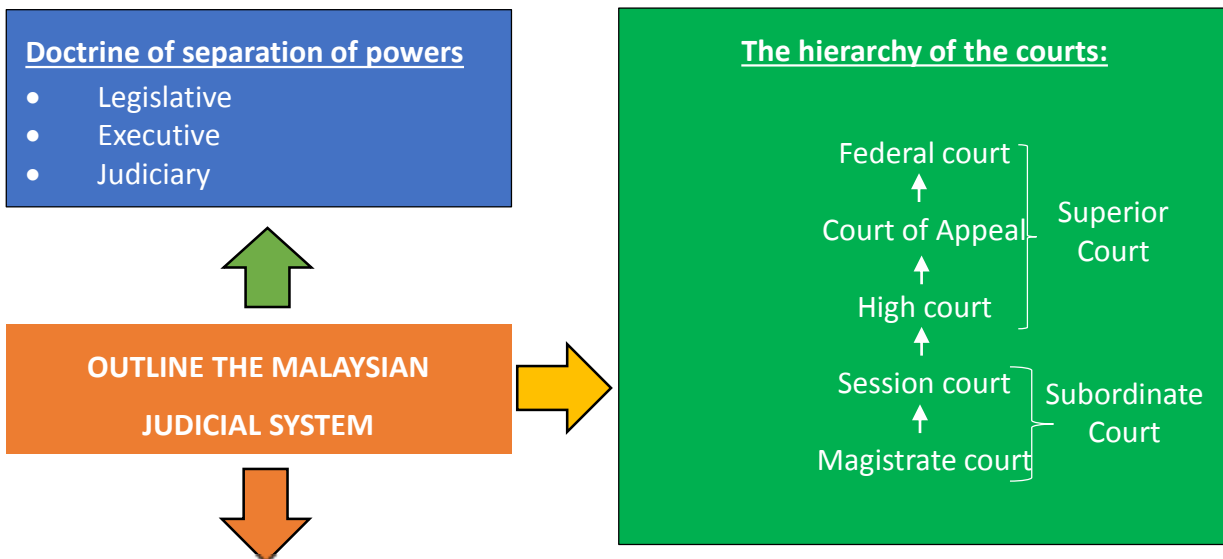 Doctrine of separation of powers
• Legislative
• Executive
• Judiciary
OUTLINE THE MALAYSIAN
JUDICIAL SYSTEM
The hierarchy of the courts:
Federal court
Court of Appeal
High court
Superior
Court
Session court
Magistrate court
Subordinate
Court